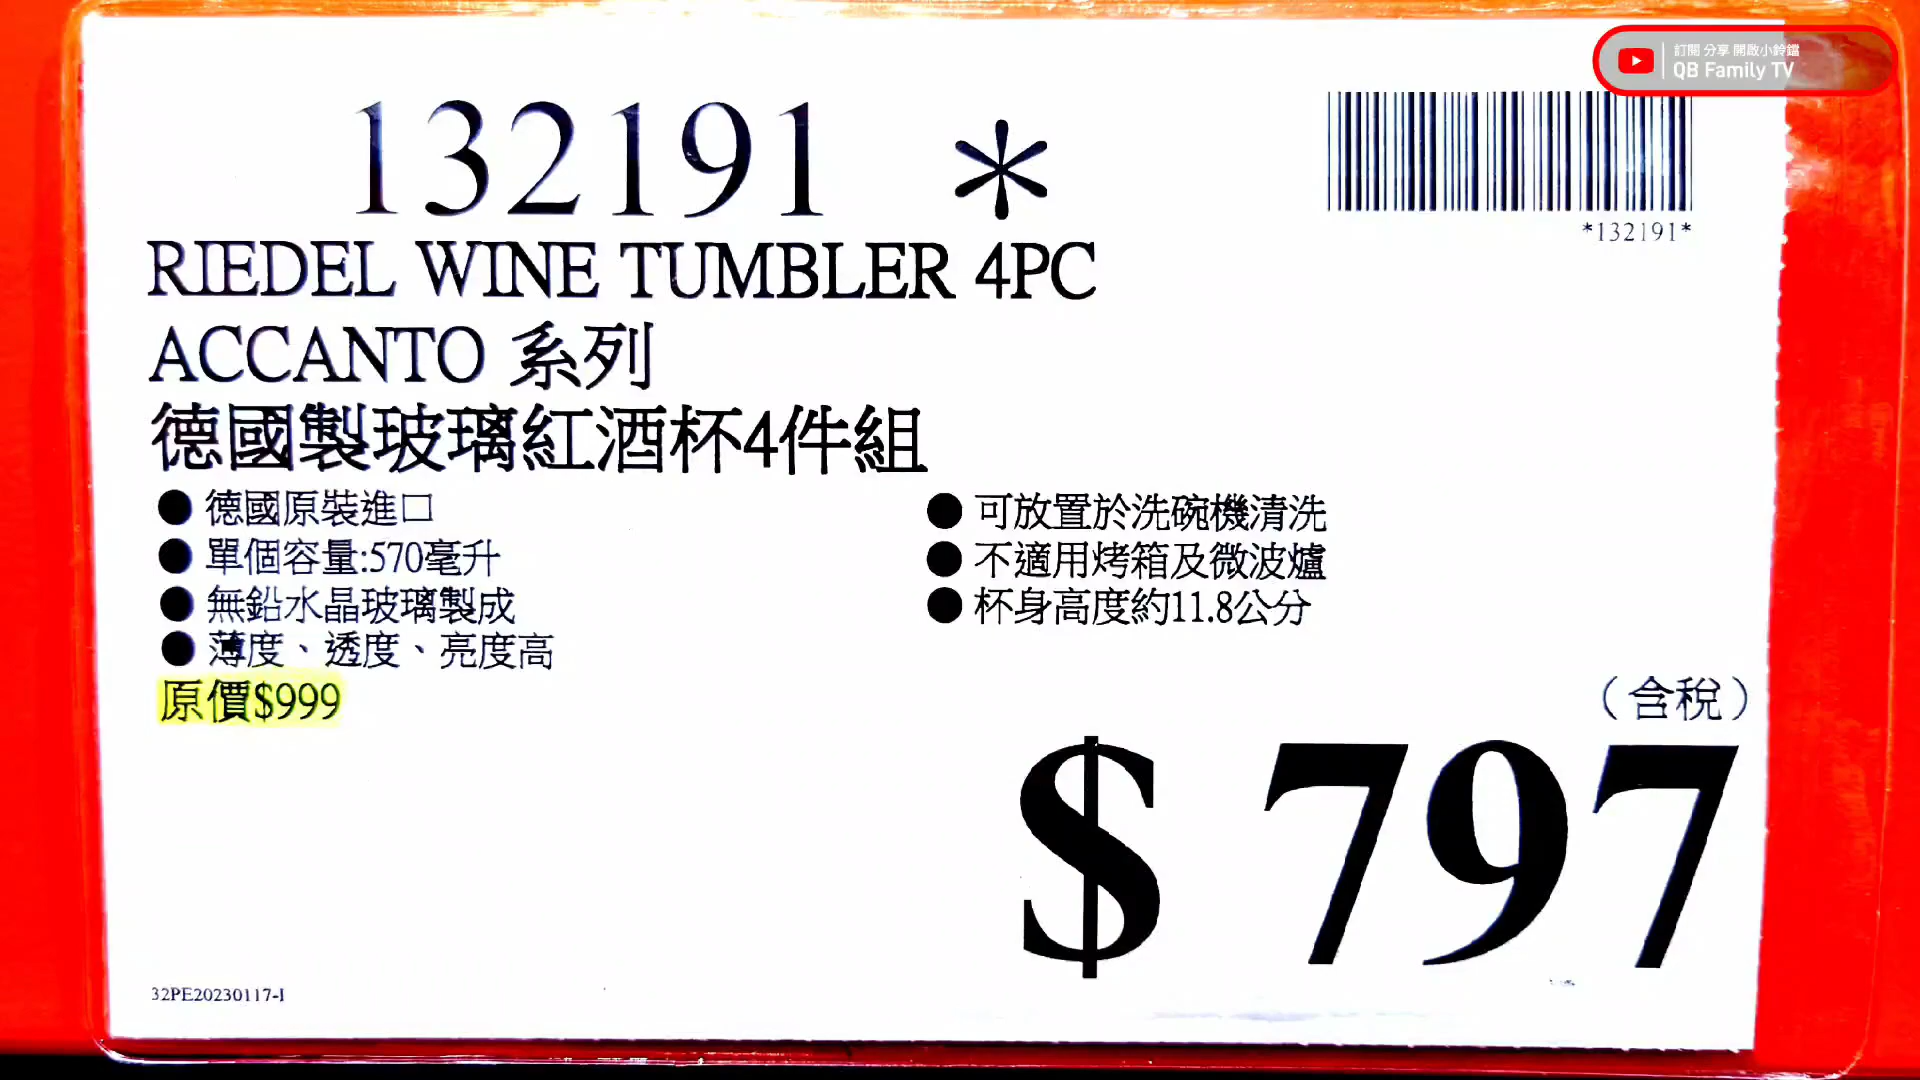 訂閱 分享 開啟小鈴鐺
QB Family TV
132191 *
*132191*
RIEDEL WINE TUMBLER 4PC
ACCANTO 系列
德國製玻璃紅酒杯4件組
● 德國原裝進口
● 單個容量:570毫升
● 無鉛水晶玻璃製成
● 薄度、透度、亮度高
● 可放置於洗碗機清洗
● 不適用烤箱及微波爐
● 杯身高度約11.8公分
原價$999
（含稅）
$ 797
32PE20230117-I